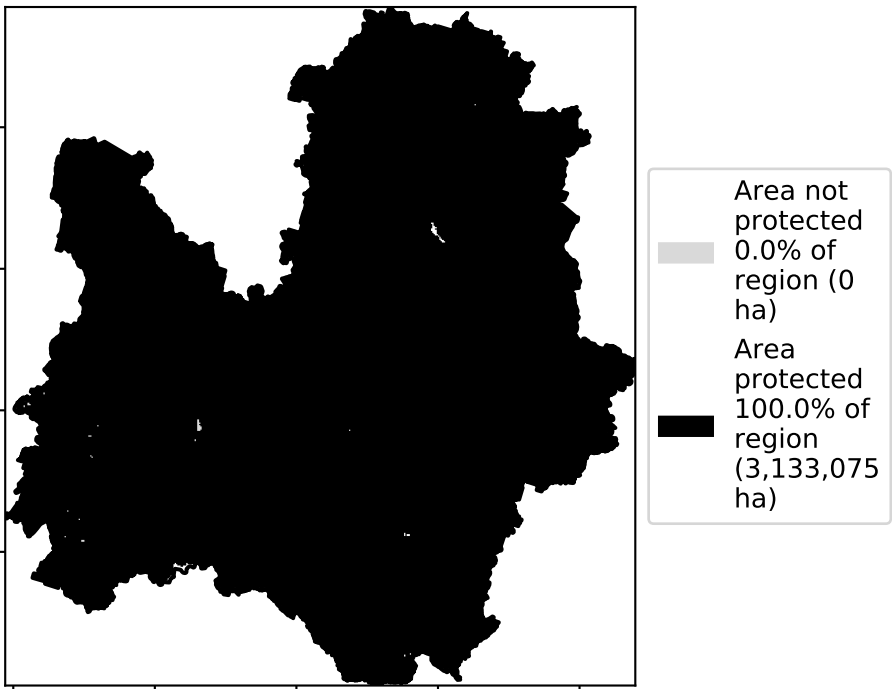 Area not
protected
0.0% of
region (0
ha)
Area
protected
100.0% of
region
(3,133,075
ha)